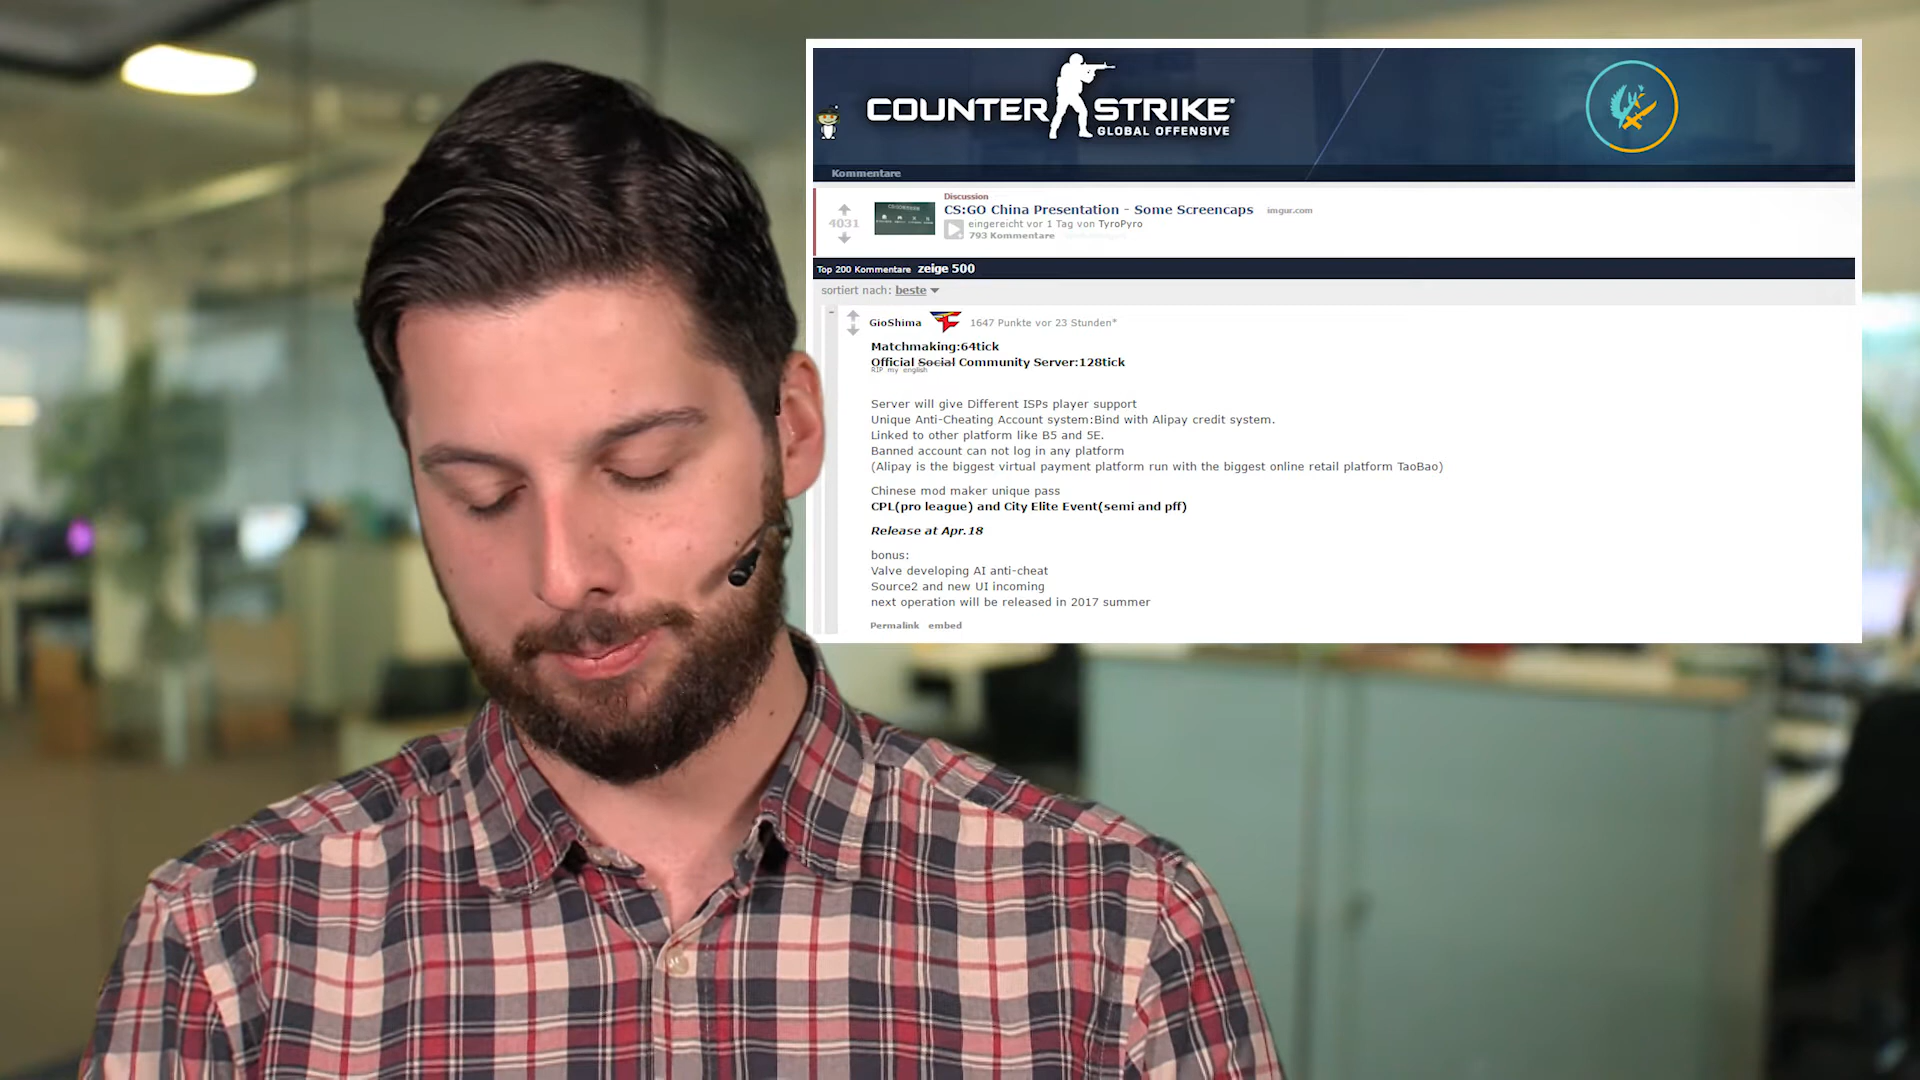 COUNTER STRIKE
GLOBAL OFFENSIVE
Kommentare
Discussion
CS:GO China Presentation - Some Screencaps imgur.com
4031
eingereicht vor 1 Tag von TyroPyro
793 Kommentare
Top 200 Kommentare zeige 500
sortiert nach: beste
GioShima 1647 Punkte vor 23 Stunden*
Matchmaking:64tick
Official Social Community Server:128tick
RIP my english
Server will give Different ISPs player support
Unique Anti-Cheating Account system:Bind with Alipay credit system.
Linked to other platform like B5 and 5E.
Banned account can not log in any platform
(Alipay is the biggest virtual payment platform run with the biggest online retail platform TaoBao)
Chinese mod maker unique pass
CPL(pro league) and City Elite Event(semi and pff)
Release at Apr.18
bonus:
Valve developing AI anti-cheat
Source2 and new UI incoming
next operation will be released in 2017 summer
Permalink embed